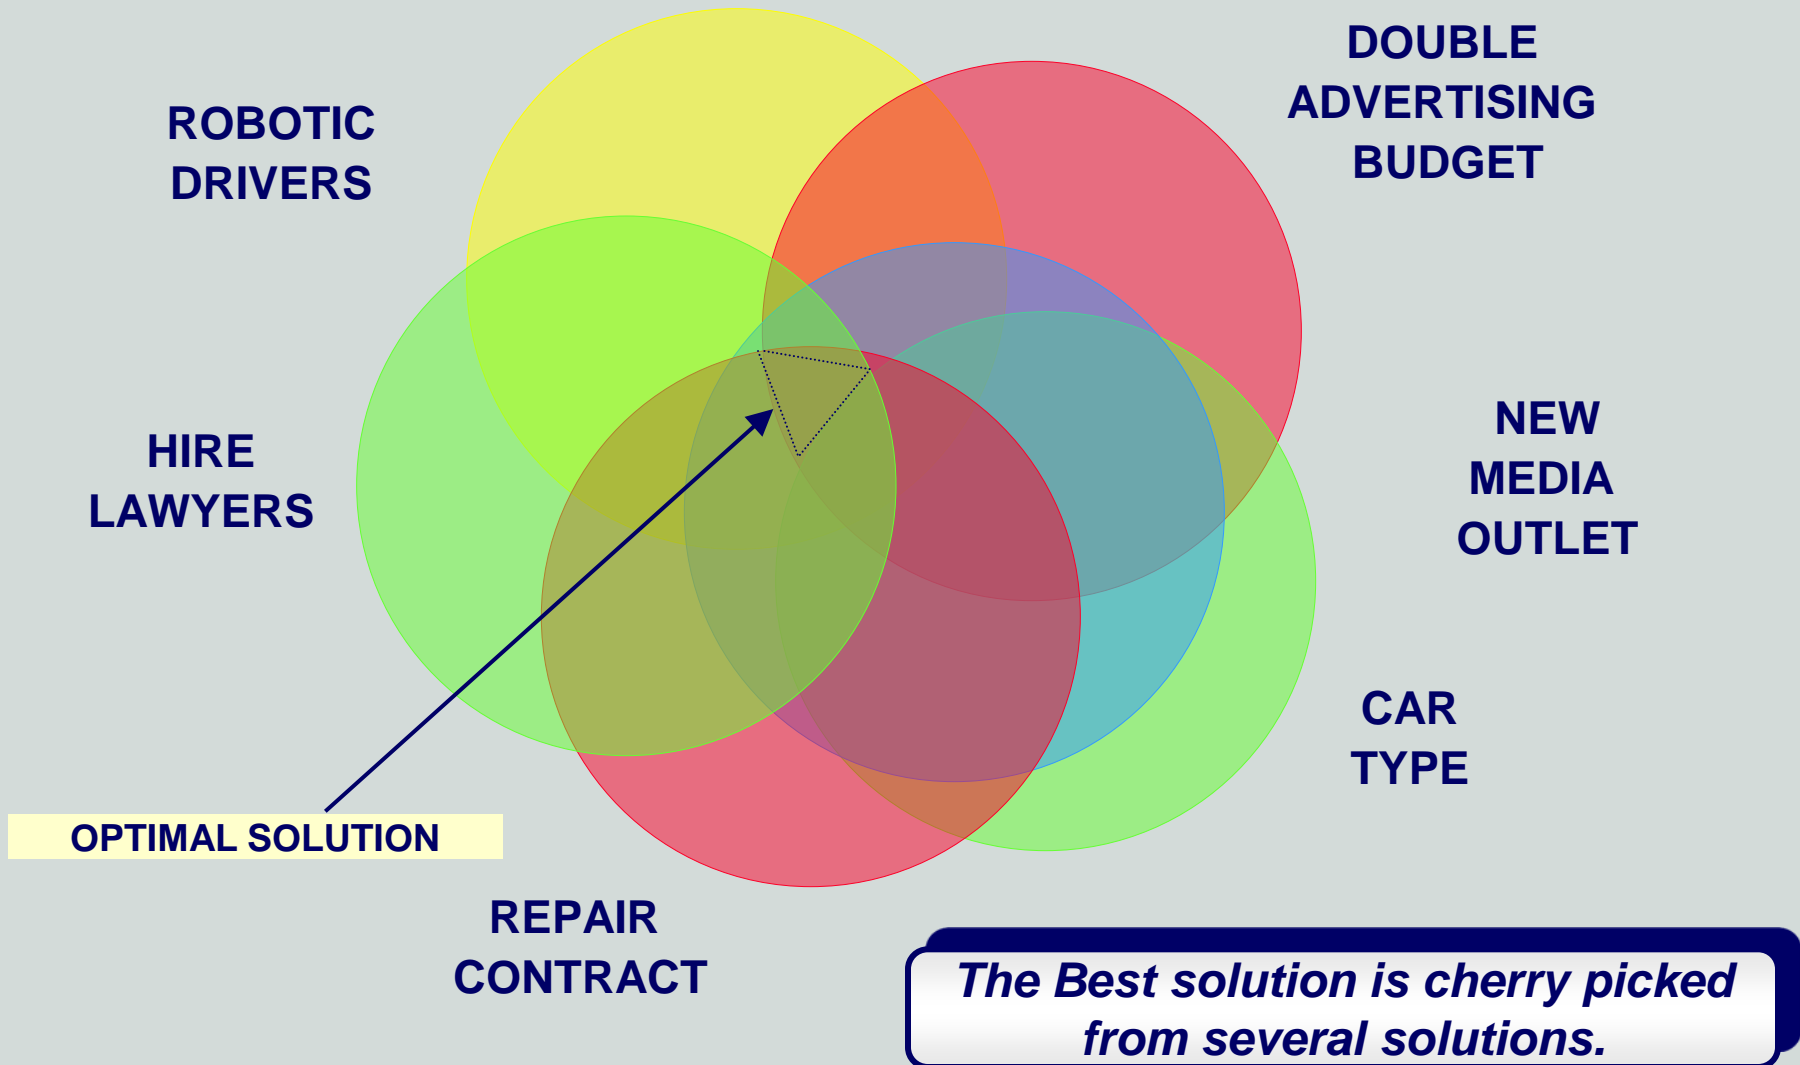 ROBOTIC
DRIVERS
DOUBLE
ADVERTISING
BUDGET
HIRE
LAWYERS
NEW
MEDIA
OUTLET
CAR
TYPE
OPTIMAL SOLUTION
REPAIR
CONTRACT
The Best solution is cherry picked
from several solutions.